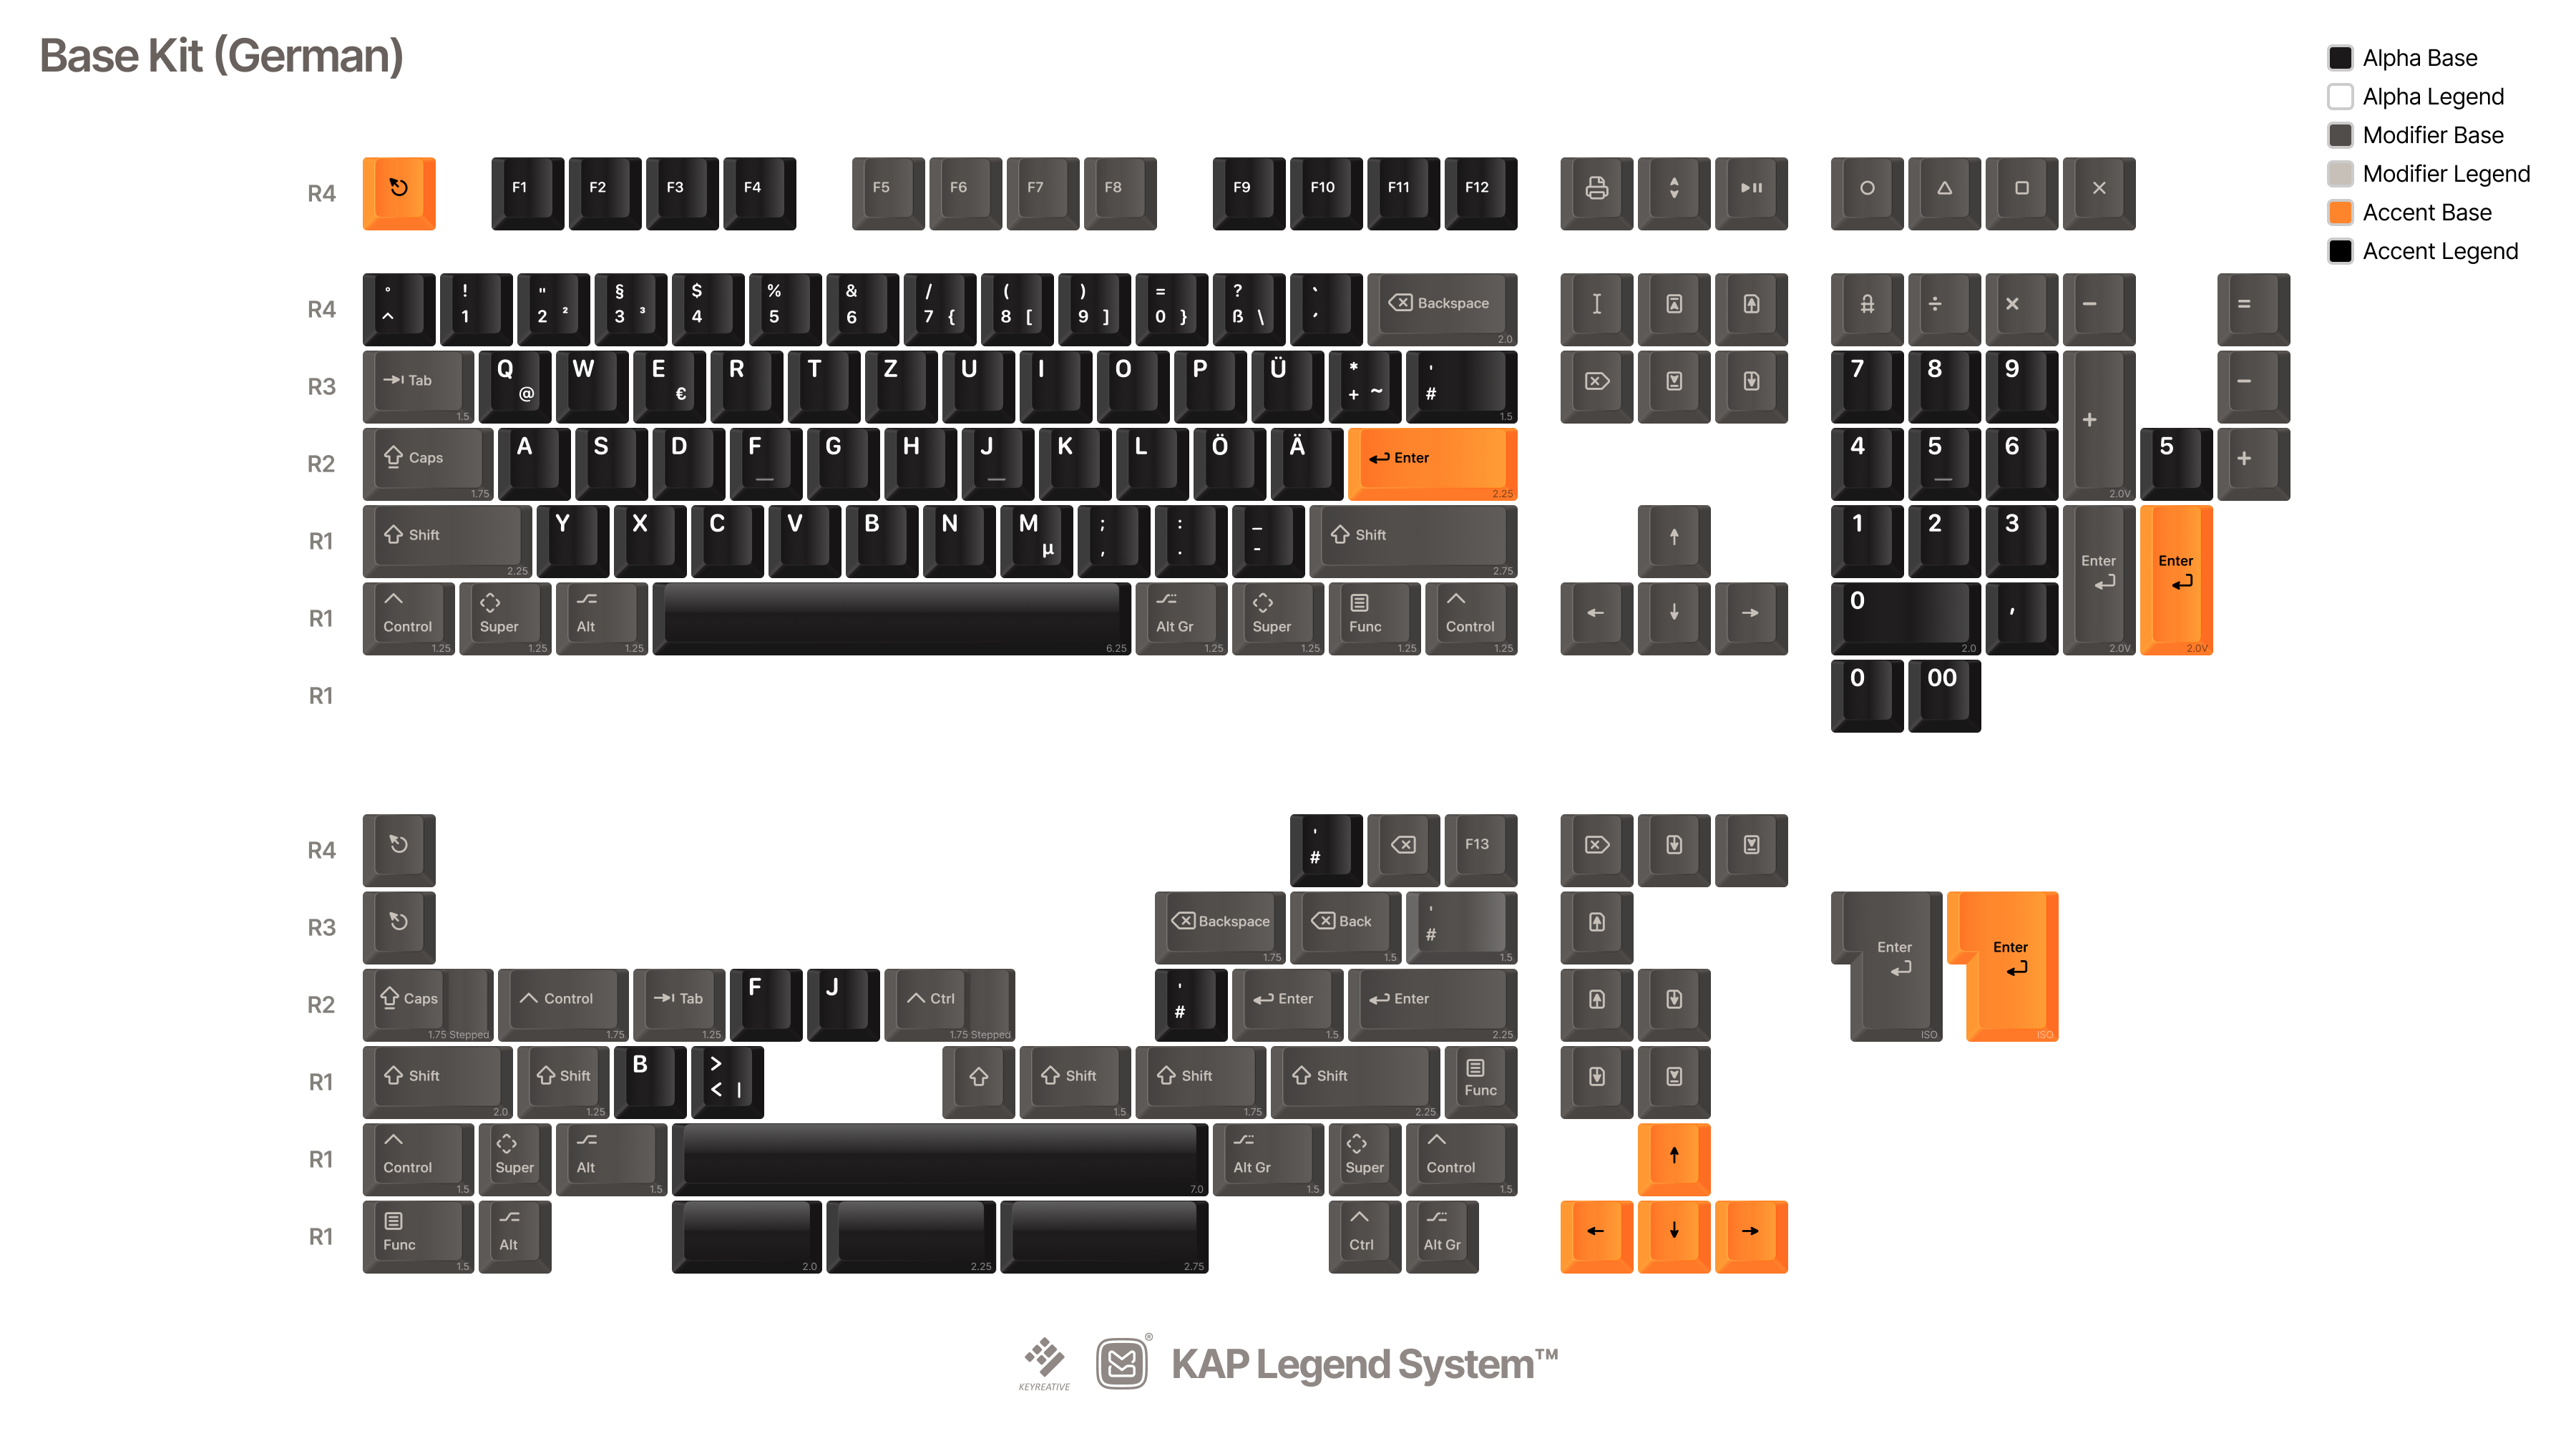 Base Kit (German)
Alpha Base
Alpha Legend
Modifier Base
Modifier Legend
Accent Base
Accent Legend
R4 F1 F2 F3 F4 F5 F6 F7 F8 F9 F10 F11 F12
° ! " § $ % & / ( ) = ? `
R4 ^ 1 2 ² 3 ³ 4 5 6 7 { 8 [ 9 ] 0 } ß \ ´ Backspace 2.0 ÷ × − =
R3 Tab 1.5 Q @ W E € R T Z U I O P Ü * + ~ ' # 1.5 7 8 9 + 2.0V −
R2 Caps 1.75 A S D F _ G H J _ K L Ö Ä Enter 2.25 4 5 _ 6 5 +
R1 Shift 2.25 Y X C V B N M µ ; , : . _ - Shift 2.75 1 2 3 Enter 2.0V Enter 2.0V
R1 Control 1.25 Super 1.25 Alt 1.25 6.25 Alt Gr 1.25 Super 1.25 Func 1.25 Control 1.25 0 2.0 ,
R1 0 00
R4 ' # F13
R3 Backspace 1.75 Back 1.5 ' # 1.5 Enter ISO Enter ISO
R2 Caps 1.75 Stepped Control 1.75 Tab 1.25 F J Ctrl 1.75 Stepped ' # Enter 1.5 Enter 2.25
R1 Shift 2.0 Shift 1.25 B > < | Shift 1.5 Shift 1.75 Shift 2.25 Func
R1 Control 1.5 Super Alt 1.5 7.0 Alt Gr 1.5 Super Control 1.5
R1 Func 1.5 Alt 2.0 2.25 2.75 Ctrl Alt Gr
KEYREATIVE ® KAP Legend System™